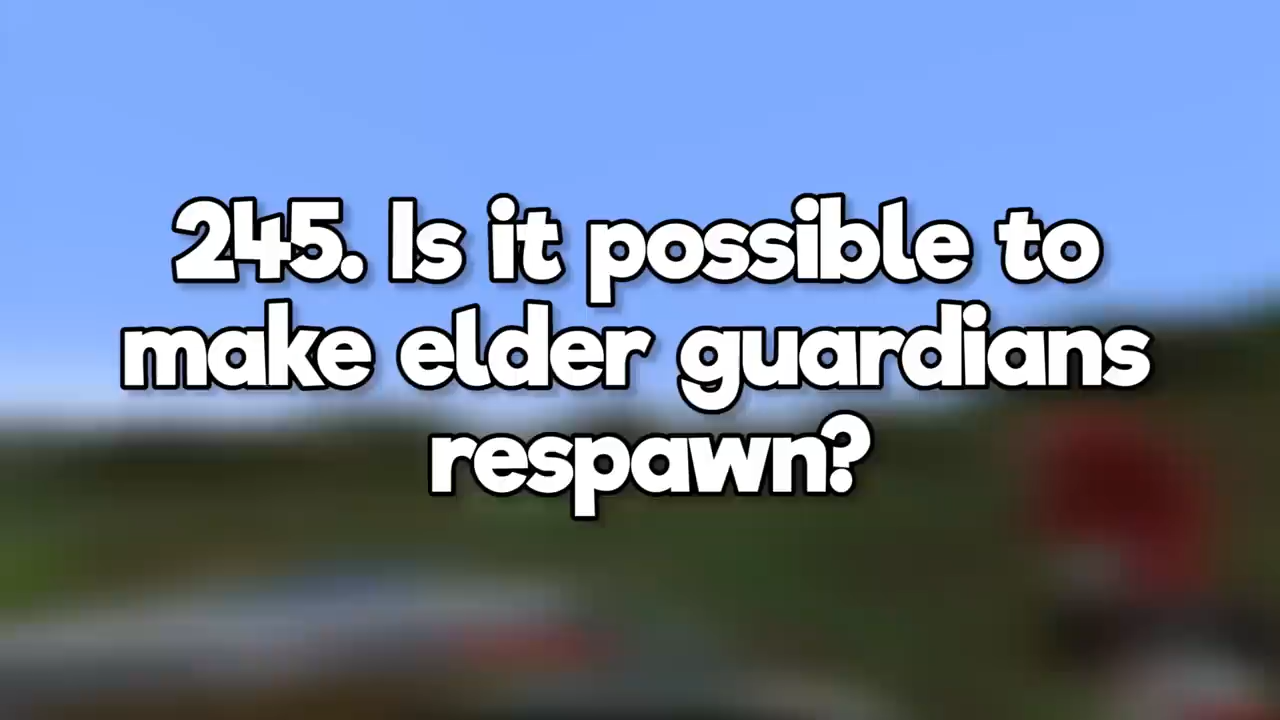 245. Is it possible to
make elder guardians
respawn?